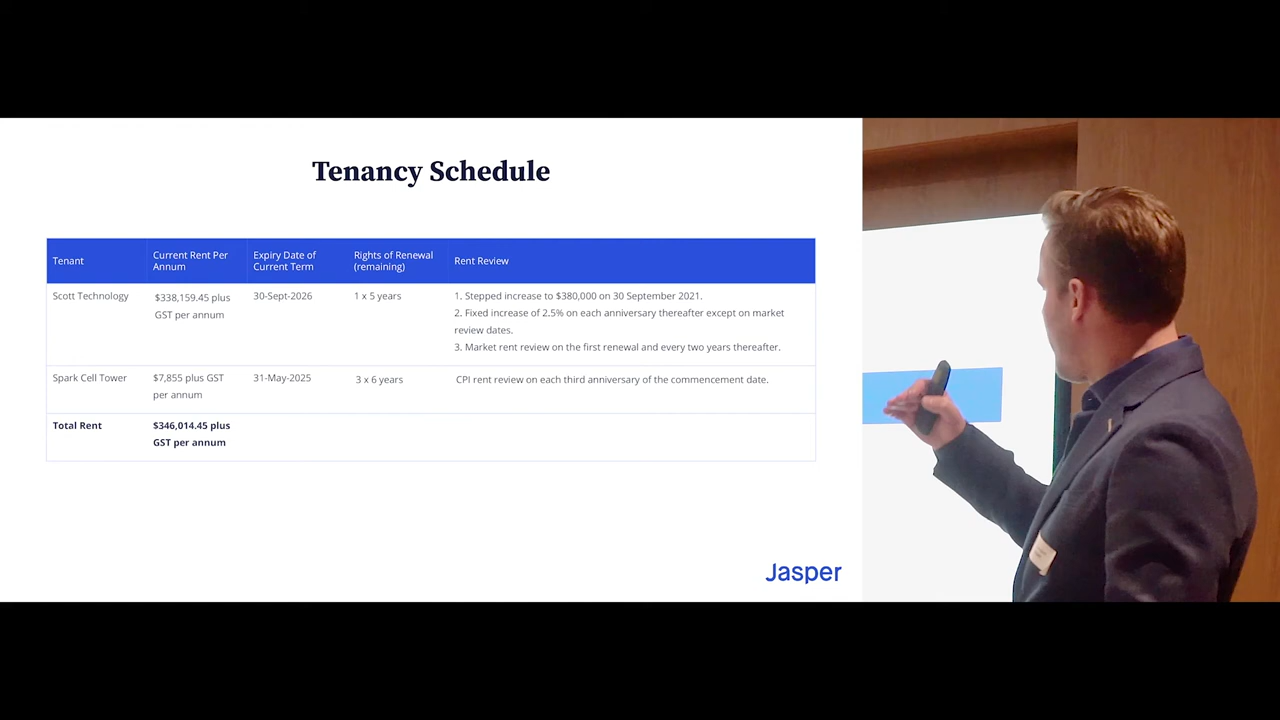 Tenancy Schedule
Tenant
Current Rent Per
Annum
Expiry Date of
Current Term
Rights of Renewal
(remaining)
Rent Review
Scott Technology
$338,159.45 plus
GST per annum
30-Sept-2026
1 x 5 years
1. Stepped increase to $380,000 on 30 September 2021.
2. Fixed increase of 2.5% on each anniversary thereafter except on market
review dates.
3. Market rent review on the first renewal and every two years thereafter.
Spark Cell Tower
$7,855 plus GST
per annum
31-May-2025
3 x 6 years
CPI rent review on each third anniversary of the commencement date.
Total Rent
$346,014.45 plus
GST per annum
Jasper